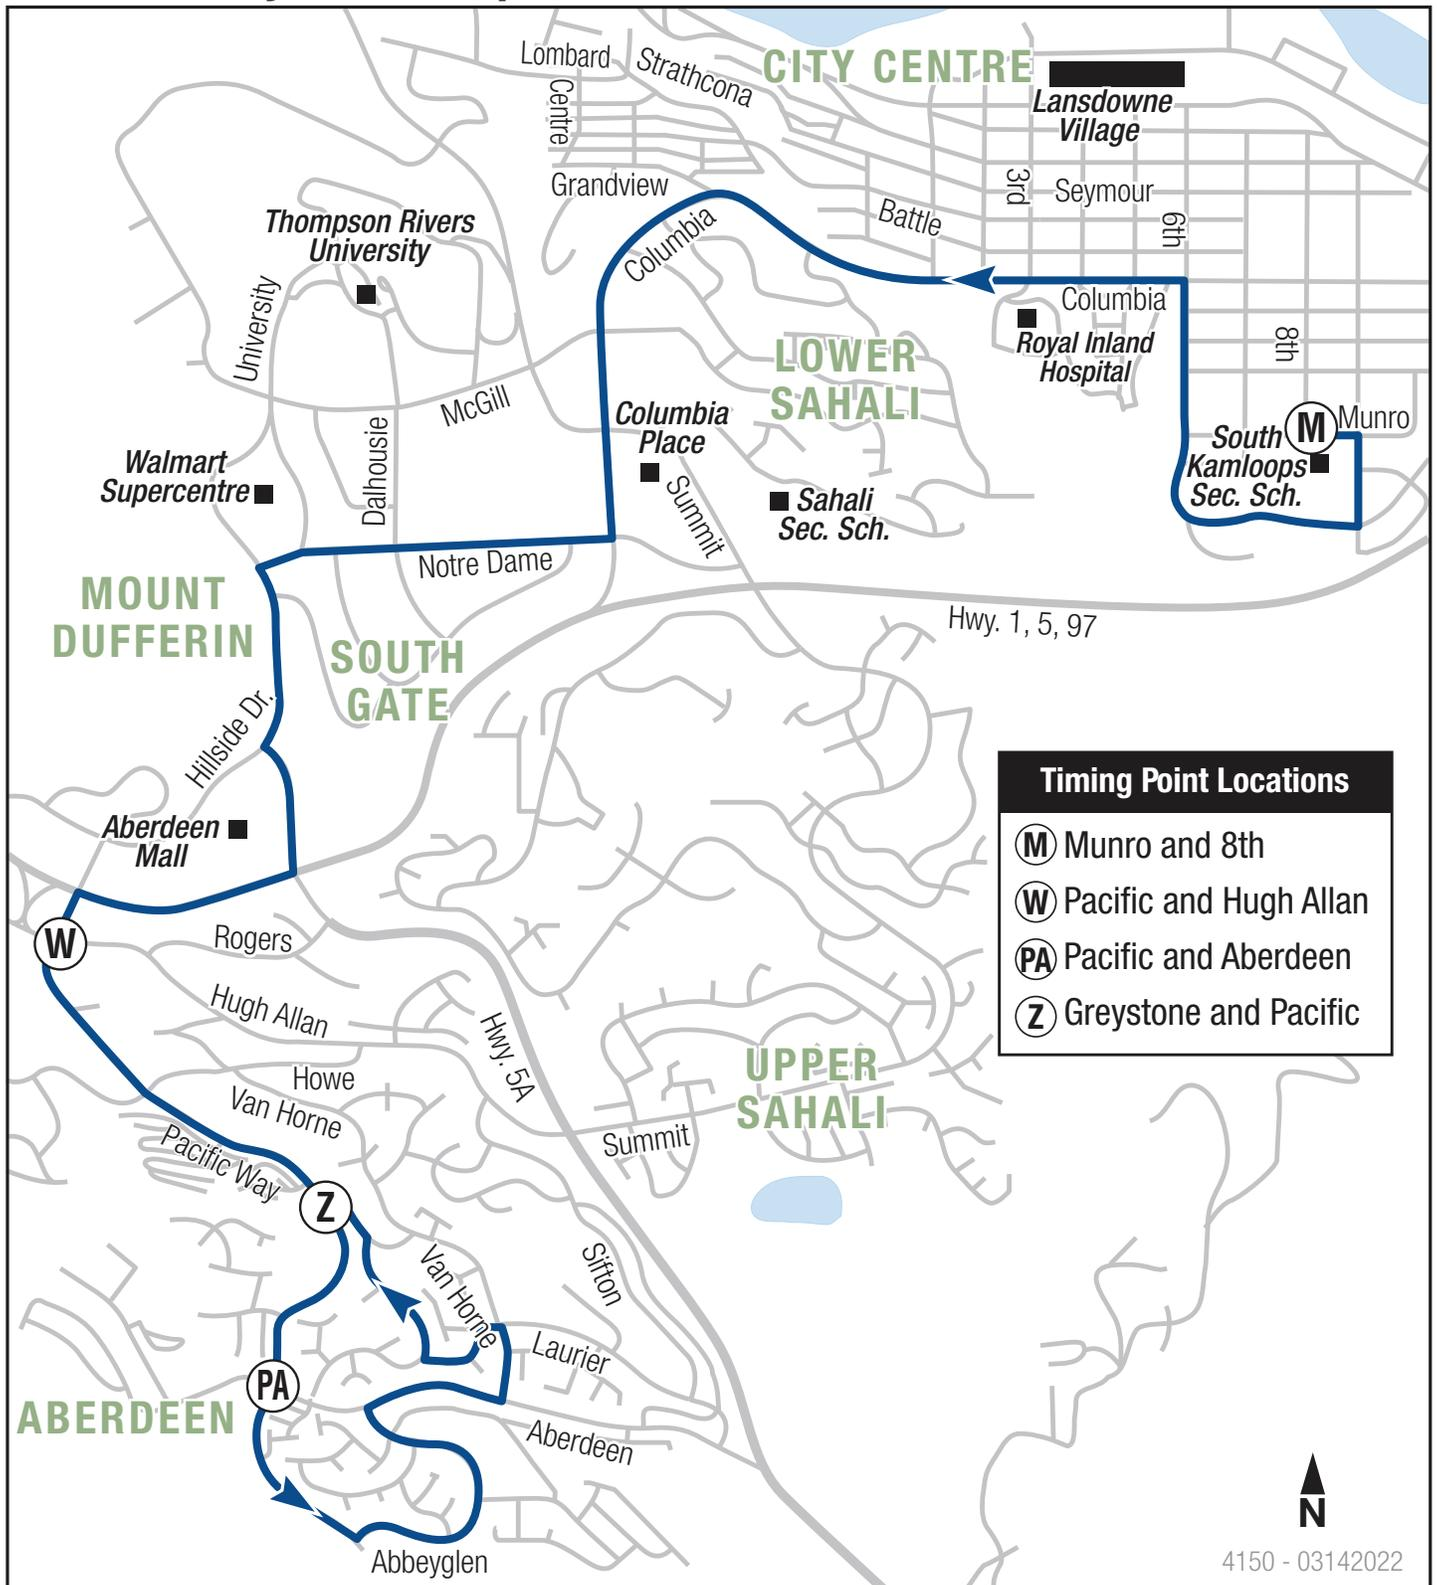 Lombard
Strathcona
CITY CENTRE
Centre
Lansdowne
Village
Grandview
3rd
Seymour
Battle
6th
Thompson Rivers
University
Columbia
University
Columbia
Royal Inland
Hospital
8th
LOWER
SAHALI
McGill
Columbia
Place
M
Munro
South
Kamloops
Sec. Sch.
Dalhousie
Walmart
Supercentre
Summit
Sahali
Sec. Sch.
Notre Dame
MOUNT
DUFFERIN
Hwy. 1, 5, 97
SOUTH
GATE
Hillside Dr.
Aberdeen
Mall
Timing Point Locations
M Munro and 8th
W Pacific and Hugh Allan
PA Pacific and Aberdeen
Z Greystone and Pacific
W
Rogers
Hugh Allan
Hwy. 5A
Howe
Van Horne
UPPER
SAHALI
Summit
Pacific Way
Z
Van Horne
Sifton
Laurier
PA
ABERDEEN
Aberdeen
Abbeyglen
N
4150 - 03142022